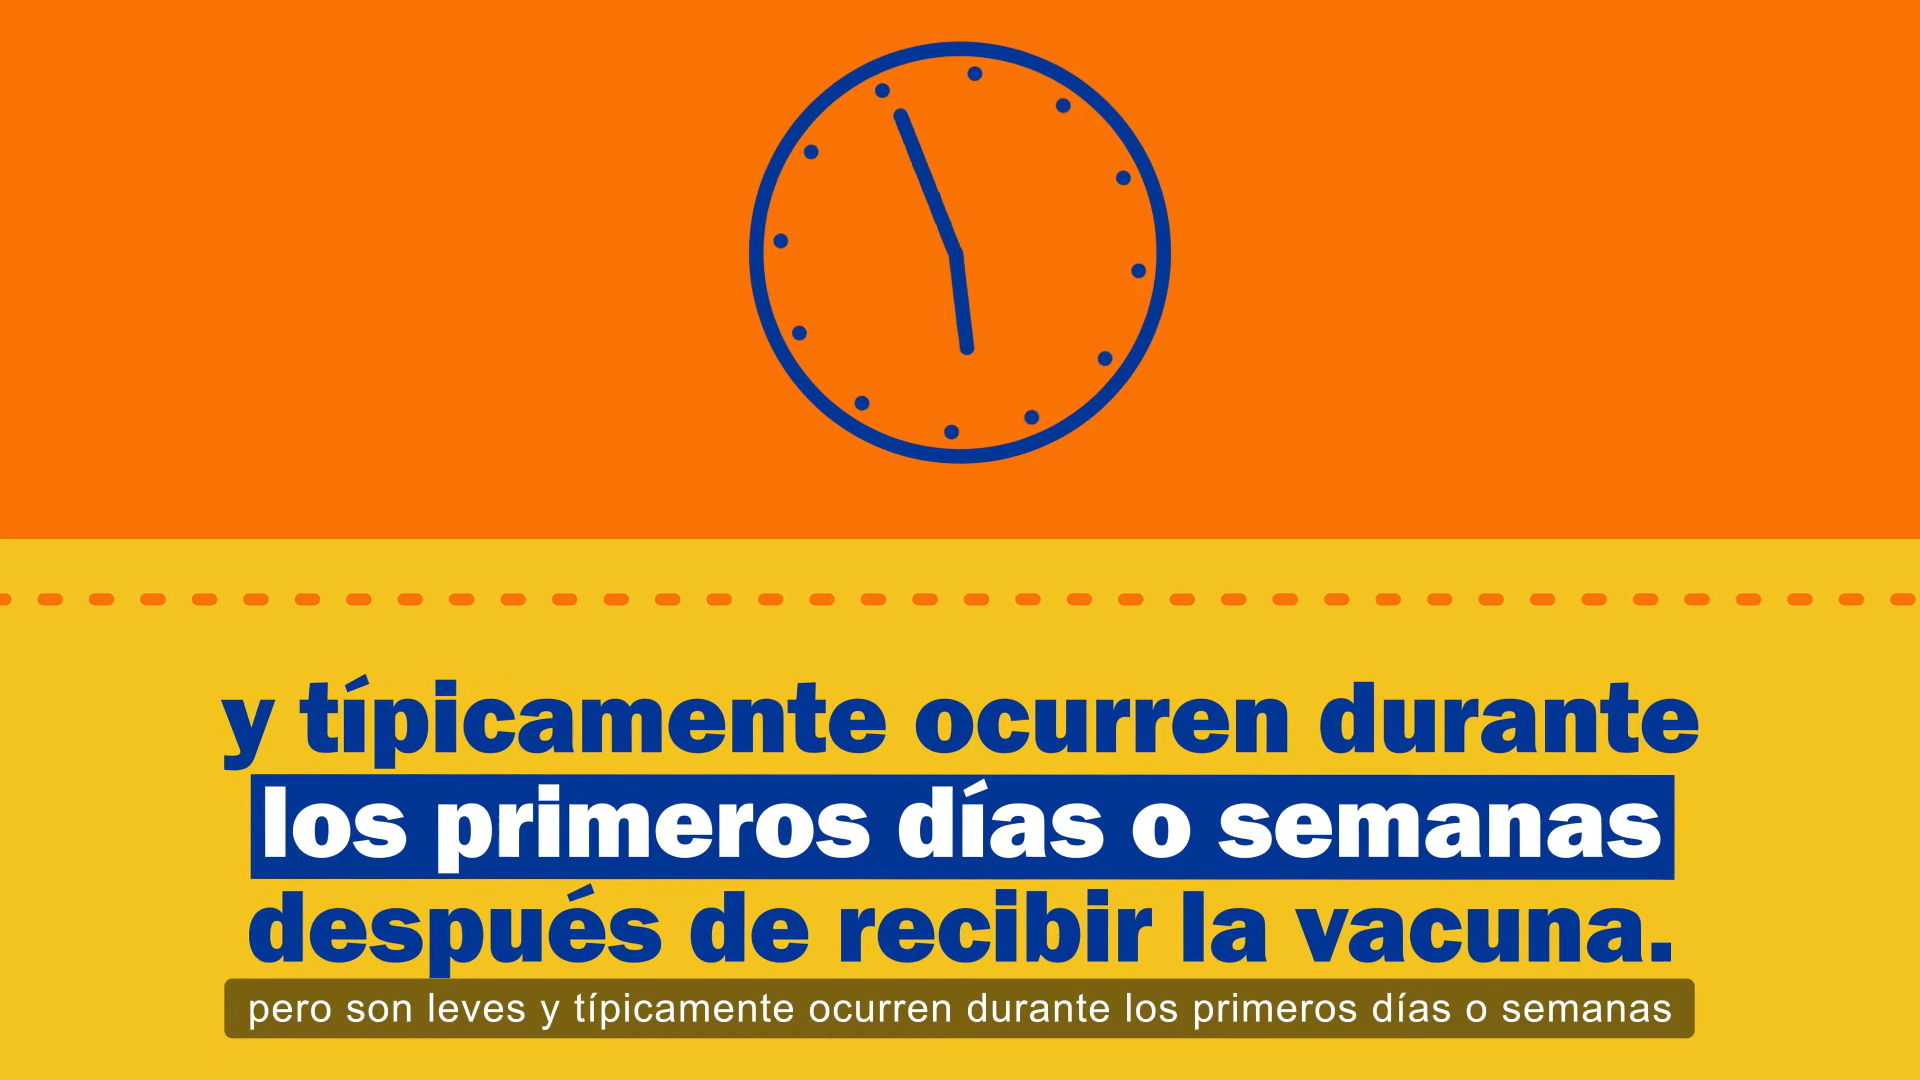 y típicamente ocurren durante
los primeros días o semanas
después de recibir la vacuna.
pero son leves y típicamente ocurren durante los primeros días o semanas